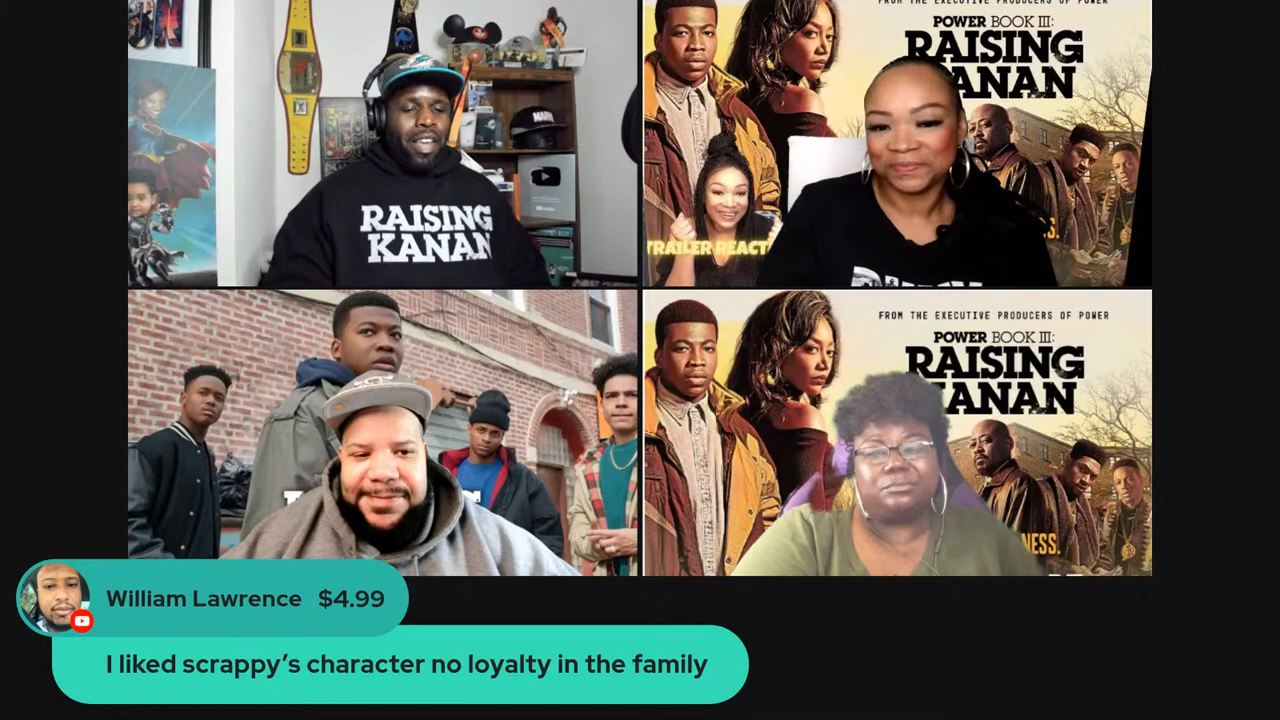 FROM THE EXECUTIVE PRODUCERS OF POWER
POWER BOOK III:
RAISING
KANAN
RAISING
KANAN
TRAILER REACT
FROM THE EXECUTIVE PRODUCERS OF POWER
POWER BOOK III:
RAISING
KANAN
NESS.
William Lawrence $4.99
I liked scrappy’s character no loyalty in the family